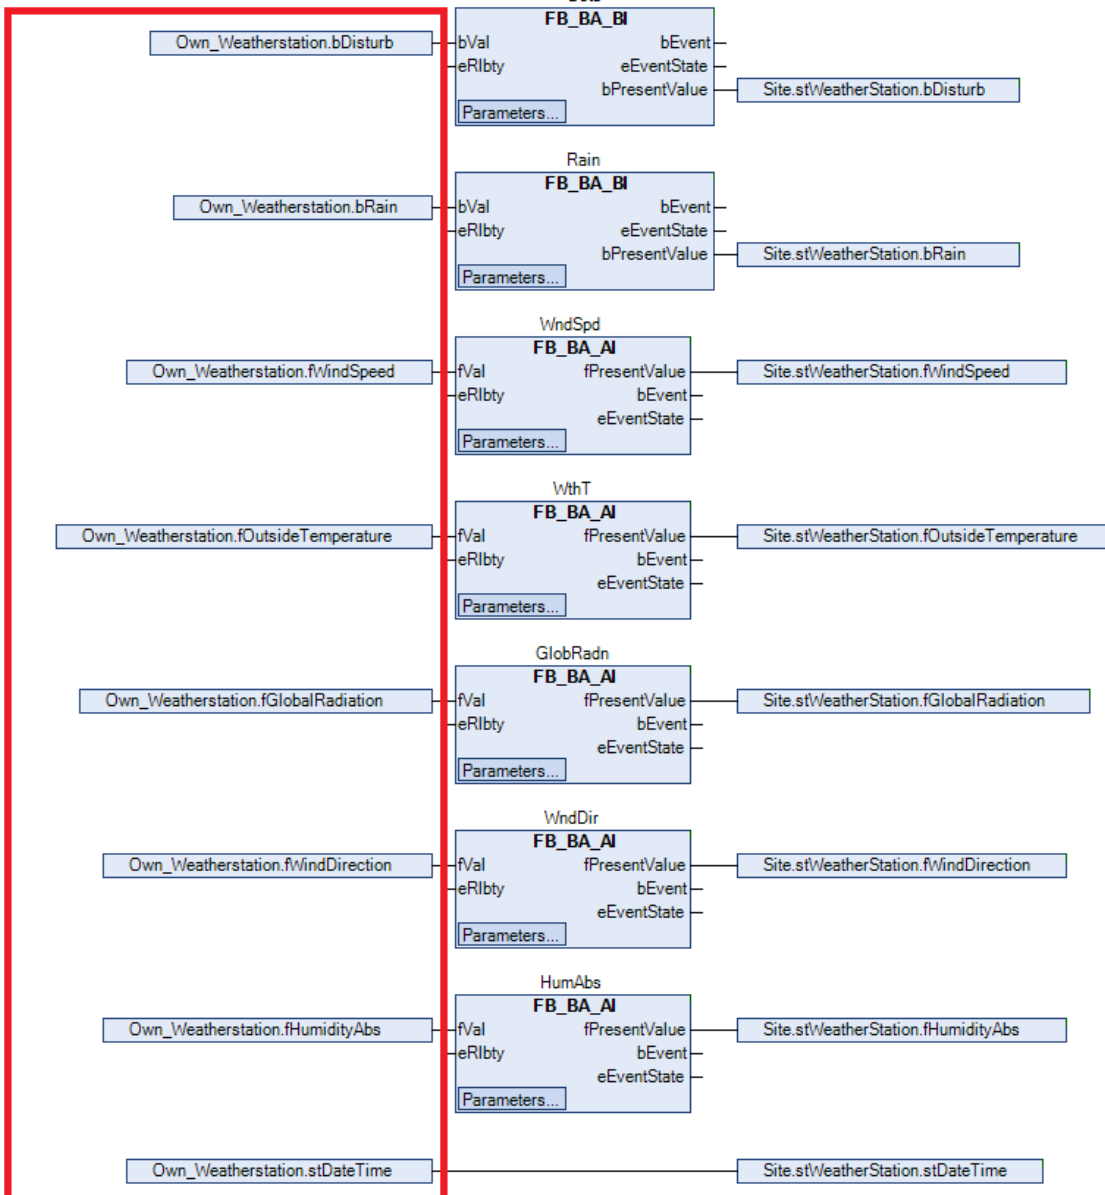 FB_BA_BI
Own_Weatherstation.bDisturb
bVal
bEvent
eRlbty
eEventState
bPresentValue
Site.stWeatherStation.bDisturb
Parameters...
Rain
FB_BA_BI
Own_Weatherstation.bRain
bVal
bEvent
eRlbty
eEventState
bPresentValue
Site.stWeatherStation.bRain
Parameters...
WndSpd
FB_BA_AI
Own_Weatherstation.fWindSpeed
fVal
fPresentValue
Site.stWeatherStation.fWindSpeed
eRlbty
bEvent
eEventState
Parameters...
WthT
FB_BA_AI
Own_Weatherstation.fOutsideTemperature
fVal
fPresentValue
Site.stWeatherStation.fOutsideTemperature
eRlbty
bEvent
eEventState
Parameters...
GlobRadn
FB_BA_AI
Own_Weatherstation.fGlobalRadiation
fVal
fPresentValue
Site.stWeatherStation.fGlobalRadiation
eRlbty
bEvent
eEventState
Parameters...
WndDir
FB_BA_AI
Own_Weatherstation.fWindDirection
fVal
fPresentValue
Site.stWeatherStation.fWindDirection
eRlbty
bEvent
eEventState
Parameters...
HumAbs
FB_BA_AI
Own_Weatherstation.fHumidityAbs
fVal
fPresentValue
Site.stWeatherStation.fHumidityAbs
eRlbty
bEvent
eEventState
Parameters...
Own_Weatherstation.stDateTime
Site.stWeatherStation.stDateTime